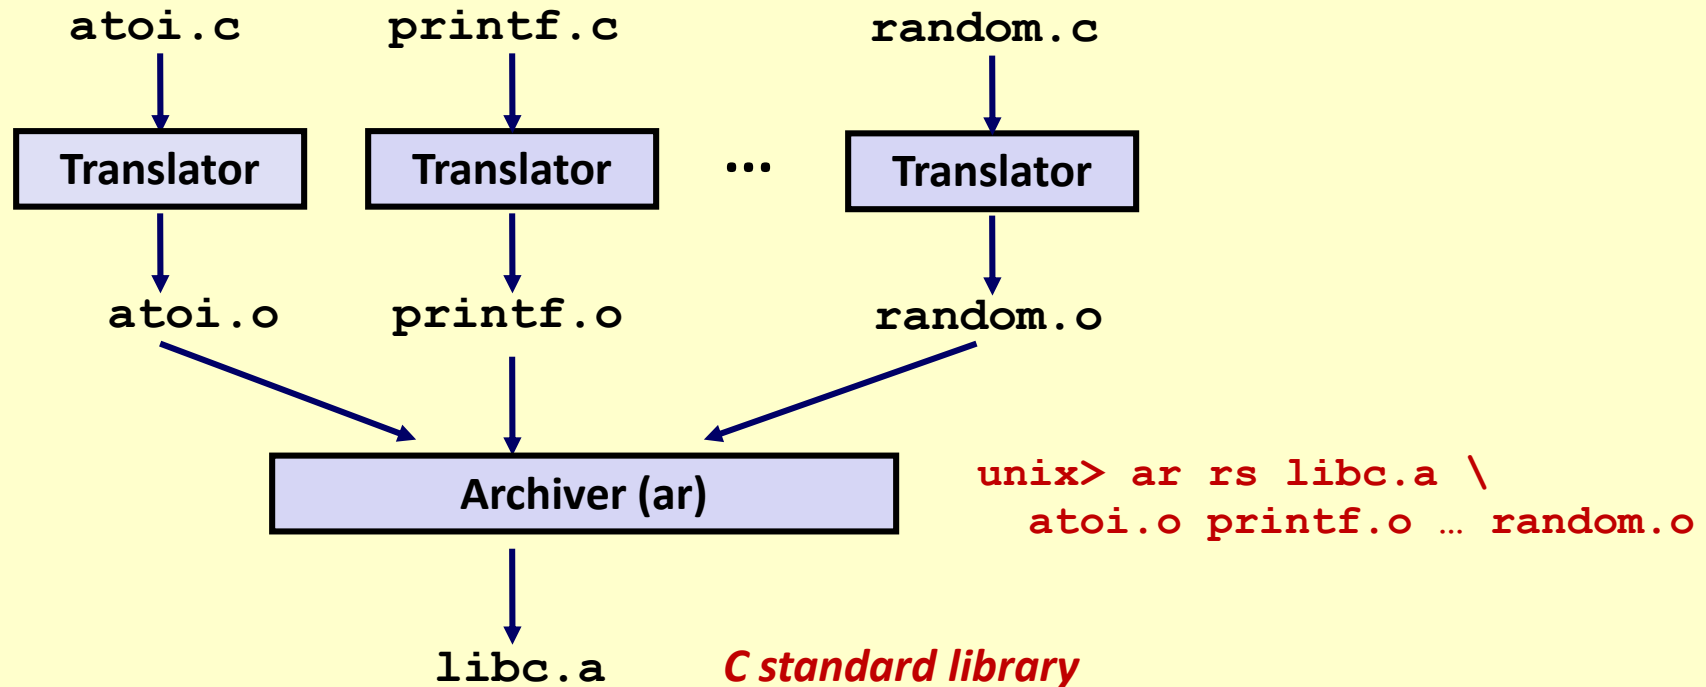 atoi.c printf.c random.c
Translator Translator ... Translator
atoi.o printf.o random.o
Archiver (ar)
unix> ar rs libc.a \
atoi.o printf.o … random.o
libc.a C standard library